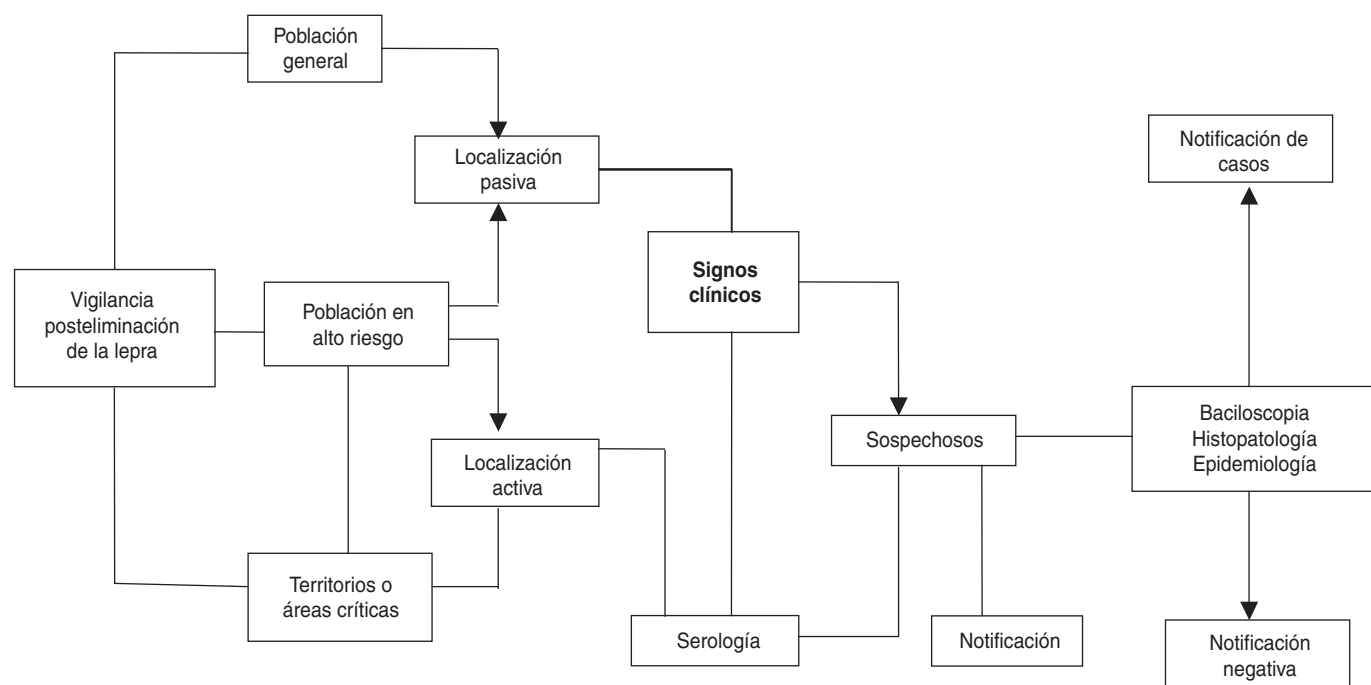 Población
general
Localización
pasiva
Notificación de
casos
Signos
clínicos
Vigilancia
posteliminación
de la lepra
Población en
alto riesgo
Sospechosos
Baciloscopia
Histopatología
Epidemiología
Localización
activa
Territorios o
áreas críticas
Serología
Notificación
Notificación
negativa